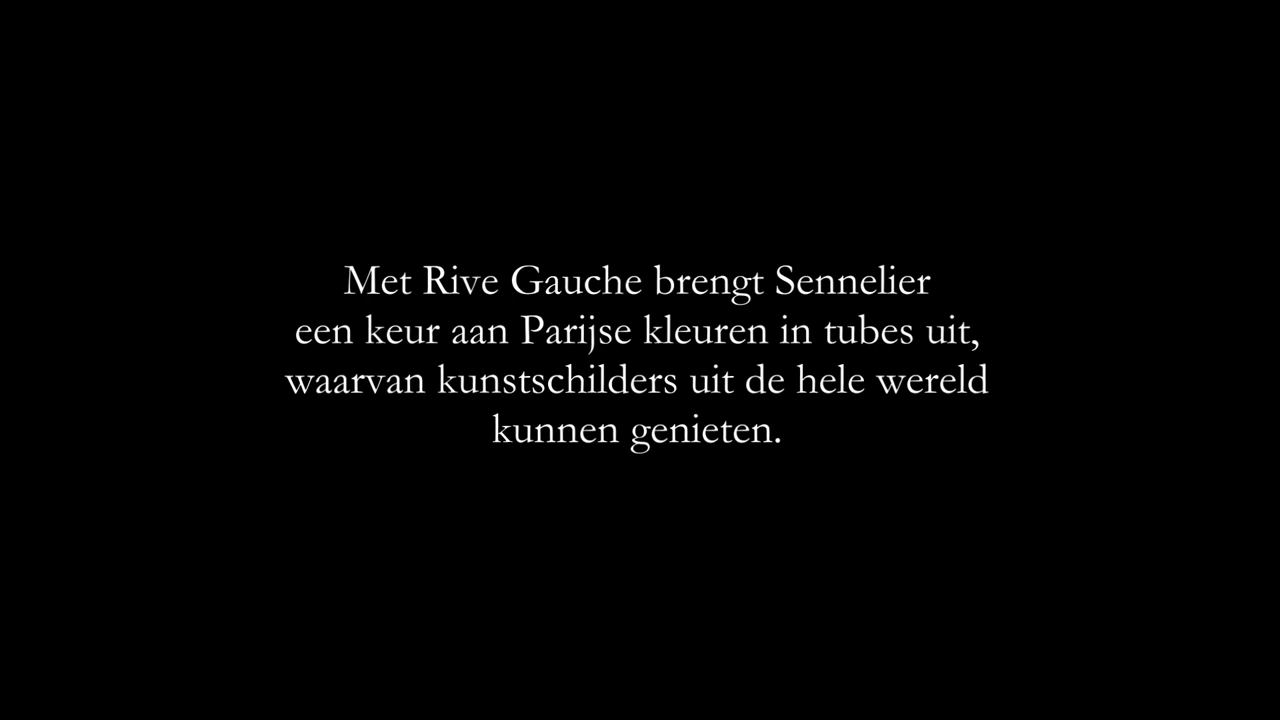 Met Rive Gauche brengt Sennelier
een keur aan Parijse kleuren in tubes uit,
waarvan kunstschilders uit de hele wereld
kunnen genieten.